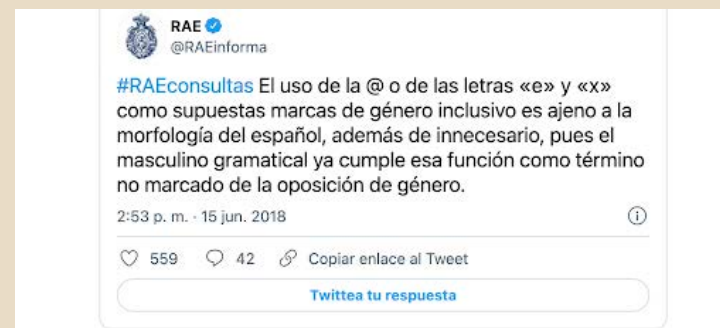 RAE
@RAEinforma
#RAEconsultas El uso de la @ o de las letras «e» y «x»
como supuestas marcas de género inclusivo es ajeno a la
morfología del español, además de innecesario, pues el
masculino gramatical ya cumple esa función como término
no marcado de la oposición de género.
2:53 p. m. · 15 jun. 2018
559 42 Copiar enlace al Tweet
Twittea tu respuesta